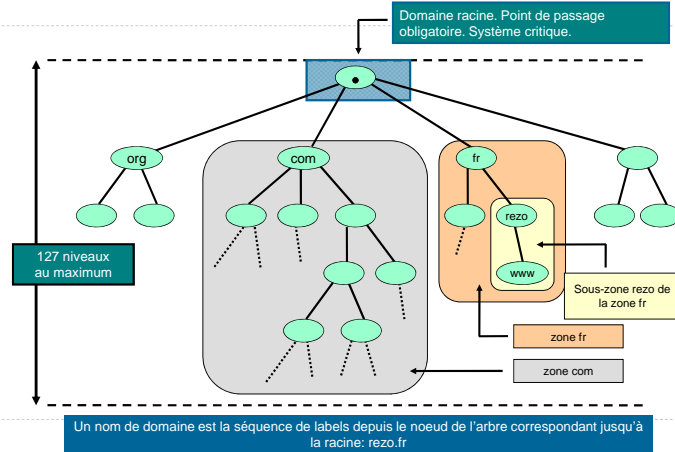 Domaine racine. Point de passage
obligatoire. Système critique.
.
org
com
fr
rezo
www
127 niveaux
au maximum
Sous-zone rezo de
la zone fr
zone fr
zone com
Un nom de domaine est la séquence de labels depuis le noeud de l'arbre correspondant jusqu'à
la racine: rezo.fr